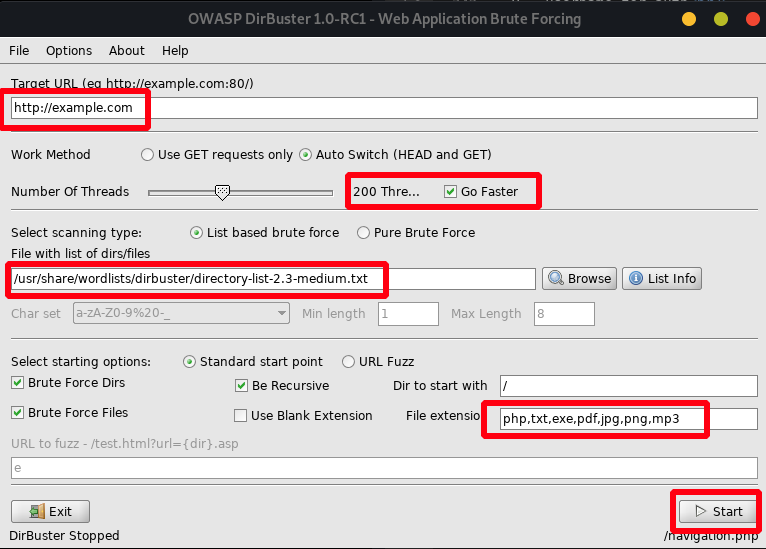 OWASP DirBuster 1.0-RC1 - Web Application Brute Forcing
File Options About Help
Target URL (eg http://example.com:80/)
http://example.com
Work Method Use GET requests only Auto Switch (HEAD and GET)
Number Of Threads 200 Thre... Go Faster
Select scanning type: List based brute force Pure Brute Force
File with list of dirs/files
/usr/share/wordlists/dirbuster/directory-list-2.3-medium.txt Browse List Info
Char set a-zA-Z0-9%20-_ Min length 1 Max Length 8
Select starting options: Standard start point URL Fuzz
Brute Force Dirs Be Recursive Dir to start with /
Brute Force Files Use Blank Extension File extension php,txt,exe,pdf,jpg,png,mp3
URL to fuzz - /test.html?url={dir}.asp
e
Exit Start
DirBuster Stopped /navigation.php